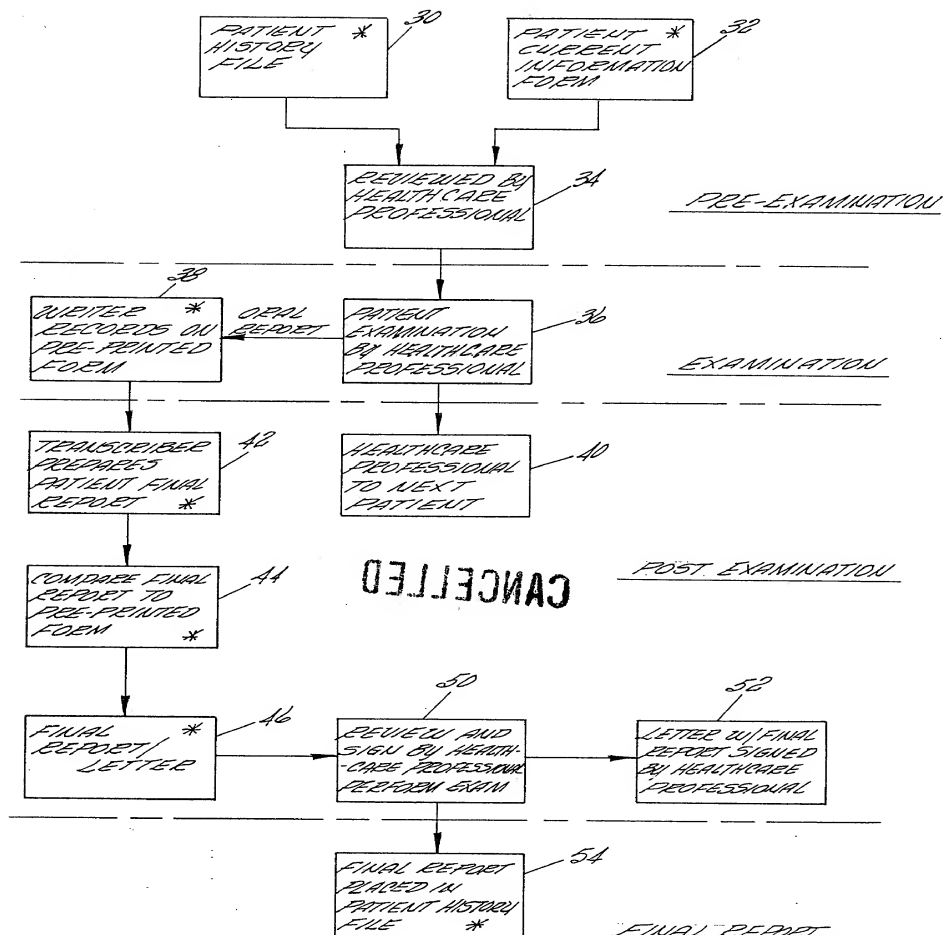 PATIENT *
HISTORY
FILE
30
PATIENT *
CURRENT
INFORMATION
FORM
32
REVIEWED BY
HEALTHCARE
PROFESSIONAL
34
PRE-EXAMINATION
38
WRITER *
RECORDS ON
PRE-PRINTED
FORM
ORAL
REPORT
PATIENT
EXAMINATION
BY HEALTHCARE
PROFESSIONAL
36
EXAMINATION
TRANSCRIBER
PREPARES
PATIENT FINAL
REPORT *
42
HEALTHCARE
PROFESSIONAL
TO NEXT
PATIENT
40
COMPARE FINAL
REPORT TO
PRE-PRINTED
FORM *
44
CANCELLED
POST EXAMINATION
FINAL *
REPORT/
LETTER
46
50
REVIEW AND
SIGN BY HEALTH-
-CARE PROFESSIONAL
PERFORM EXAM
52
LETTER W/FINAL
REPORT SIGNED
BY HEALTHCARE
PROFESSIONAL
FINAL REPORT
PLACED IN
PATIENT HISTORY
FILE *
54
FINAL REPORT